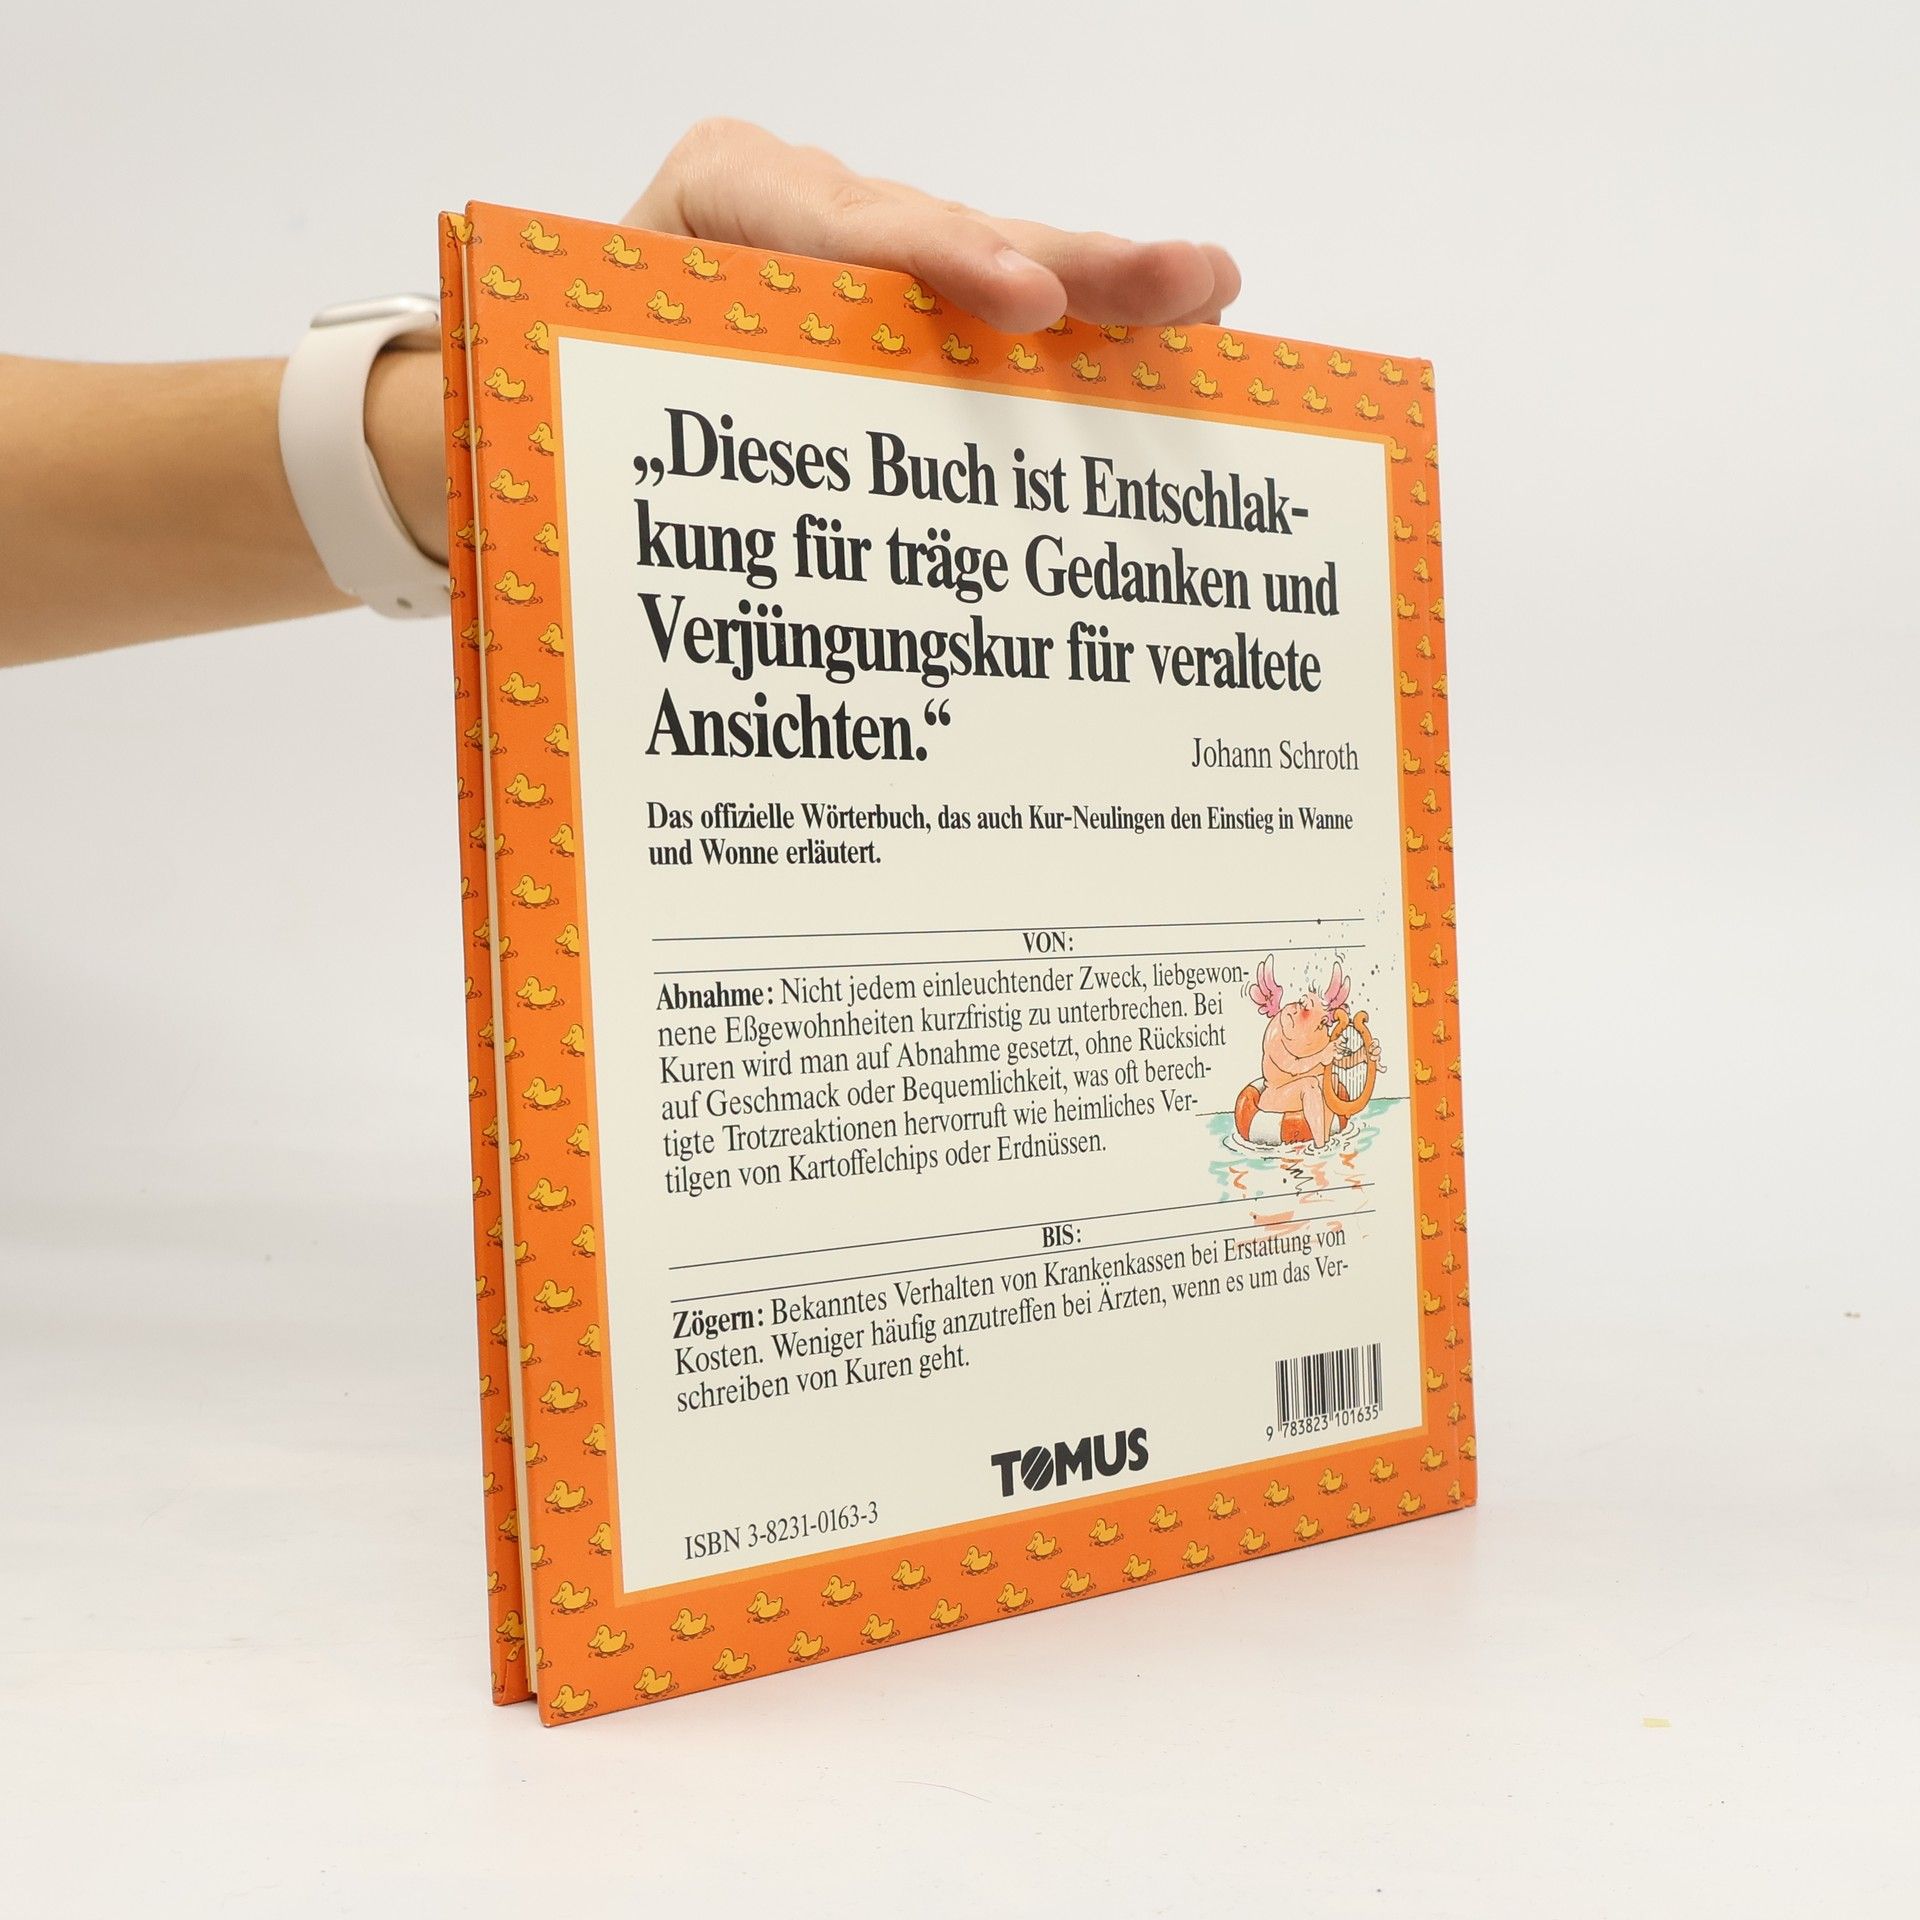 „Dieses Buch ist Entschlak-
kung für träge Gedanken und
Verjüngungskur für veraltete
Ansichten.“
Johann Schroth
Das offizielle Wörterbuch, das auch Kur-Neulingen den Einstieg in Wanne
und Wonne erläutert.
VON:
Abnahme: Nicht jedem einleuchtender Zweck, liebgewon-
nene Eßgewohnheiten kurzfristig zu unterbrechen. Bei
Kuren wird man auf Abnahme gesetzt, ohne Rücksicht
auf Geschmack oder Bequemlichkeit, was oft berech-
tigte Trotzreaktionen hervorruft wie heimliches Ver-
tilgen von Kartoffelchips oder Erdnüssen.
BIS:
Zögern: Bekanntes Verhalten von Krankenkassen bei Erstattung von
Kosten. Weniger häufig anzutreffen bei Ärzten, wenn es um das Ver-
schreiben von Kuren geht.
9 783823 101635
TOMUS
ISBN 3-8231-0163-3